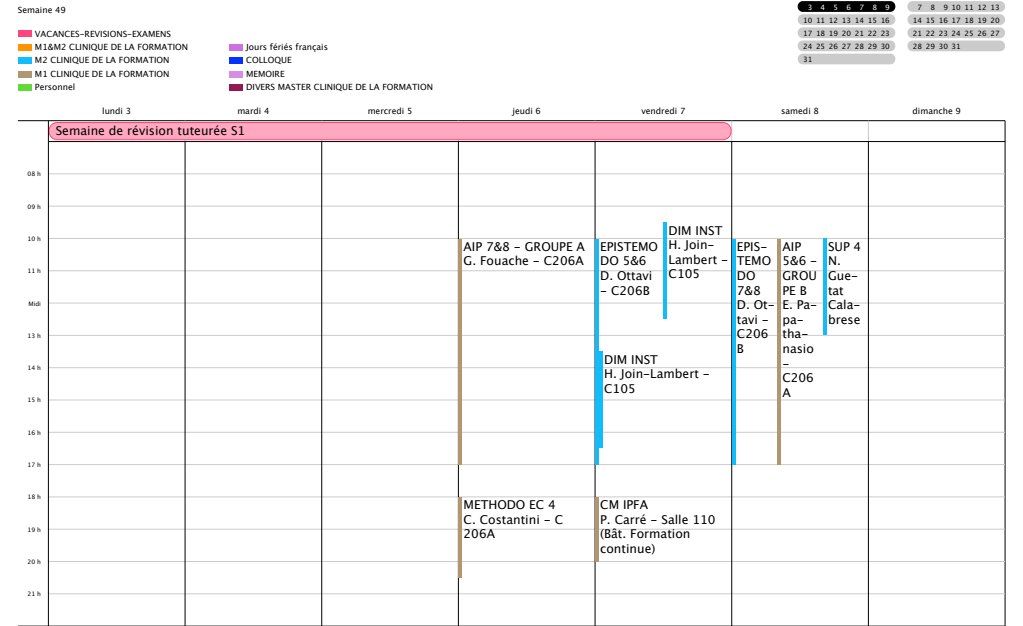 Semaine 49
3 4 5 6 7 8 9
10 11 12 13 14 15 16
17 18 19 20 21 22 23
24 25 26 27 28 29 30
31
7 8 9 10 11 12 13
14 15 16 17 18 19 20
21 22 23 24 25 26 27
28 29 30 31
VACANCES-REVISIONS-EXAMENS
M1&M2 CLINIQUE DE LA FORMATION
M2 CLINIQUE DE LA FORMATION
M1 CLINIQUE DE LA FORMATION
Personnel
Jours fériés français
COLLOQUE
MEMOIRE
DIVERS MASTER CLINIQUE DE LA FORMATION
lundi 3
mardi 4
mercredi 5
jeudi 6
vendredi 7
samedi 8
dimanche 9
Semaine de révision tuteurée S1
08 h
09 h
10 h
11 h
Midi
13 h
14 h
15 h
16 h
17 h
18 h
19 h
20 h
21 h
AIP 7&8 – GROUPE A
G. Fouache – C206A
METHODO EC 4
C. Costantini – C
206A
EPISTEMO
DO 5&6
D. Ottavi
– C206B
DIM INST
H. Join-
Lambert –
C105
DIM INST
H. Join-Lambert –
C105
CM IPFA
P. Carré – Salle 110
(Bât. Formation
continue)
EPIS-
TEMO
DO
7&8
D. Ot-
tavi –
C206
B
AIP
5&6 –
GROU
PE B
E. Pa-
pa-
tha-
nasio
–
C206
A
SUP 4
N.
Gue-
tat
Cala-
brese